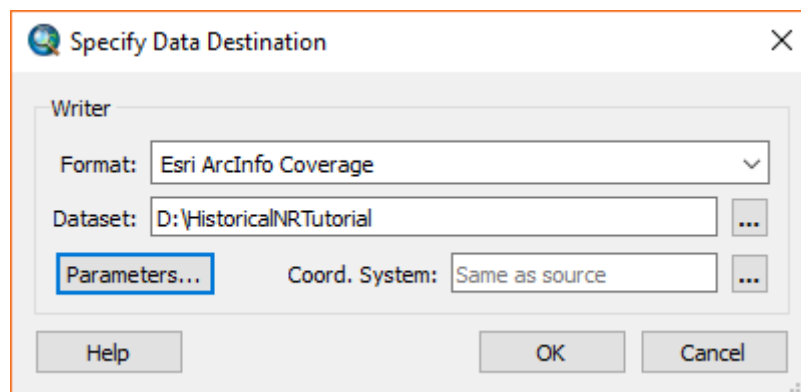 Specify Data Destination
Writer
Format: Esri ArcInfo Coverage
Dataset: D:\HistoricalNRTutorial ...
Parameters... Coord. System: Same as source ...
Help OK Cancel